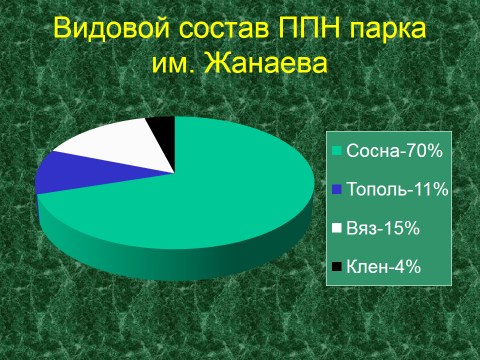 Видовой состав ППН парка
им. Жанаева
Сосна-70%
Тополь-11%
Вяз-15%
Клен-4%